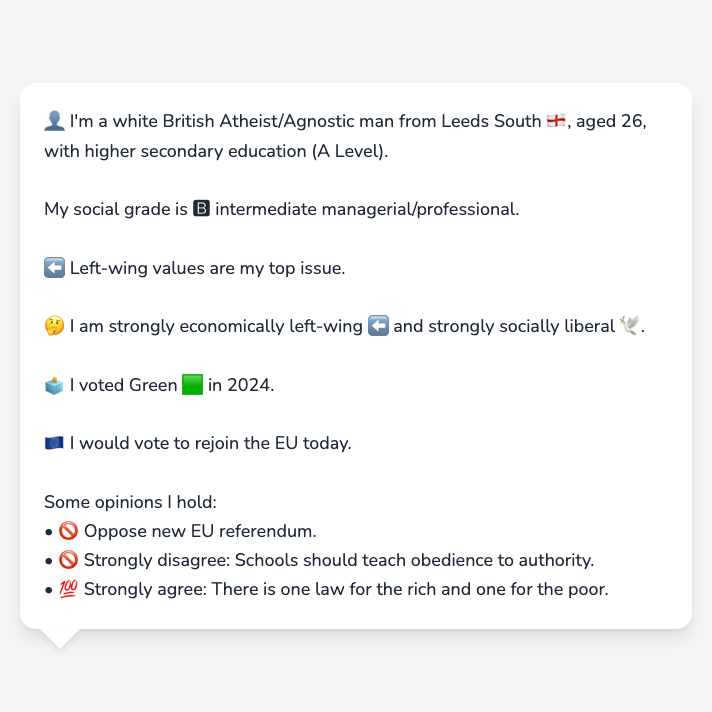 👤 I'm a white British Atheist/Agnostic man from Leeds South 🏴󠁧󠁢󠁥󠁮󠁧󠁿, aged 26,
with higher secondary education (A Level).
My social grade is 🅱 intermediate managerial/professional.
⬅️ Left-wing values are my top issue.
🤔 I am strongly economically left-wing ⬅️ and strongly socially liberal 🕊️.
🗳️ I voted Green 🟩 in 2024.
🇪🇺 I would vote to rejoin the EU today.
Some opinions I hold:
• 🚫 Oppose new EU referendum.
• 🚫 Strongly disagree: Schools should teach obedience to authority.
• 💯 Strongly agree: There is one law for the rich and one for the poor.